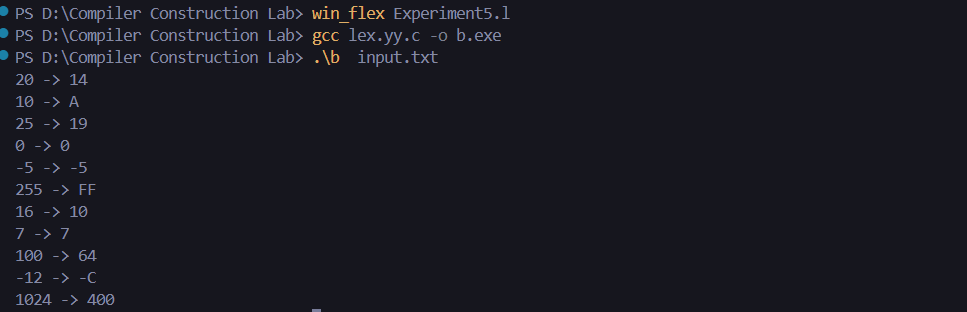 PS D:\Compiler Construction Lab> win_flex Experiment5.l
PS D:\Compiler Construction Lab> gcc lex.yy.c -o b.exe
PS D:\Compiler Construction Lab> .\b  input.txt
20 -> 14
10 -> A
25 -> 19
0 -> 0
-5 -> -5
255 -> FF
16 -> 10
7 -> 7
100 -> 64
-12 -> -C
1024 -> 400